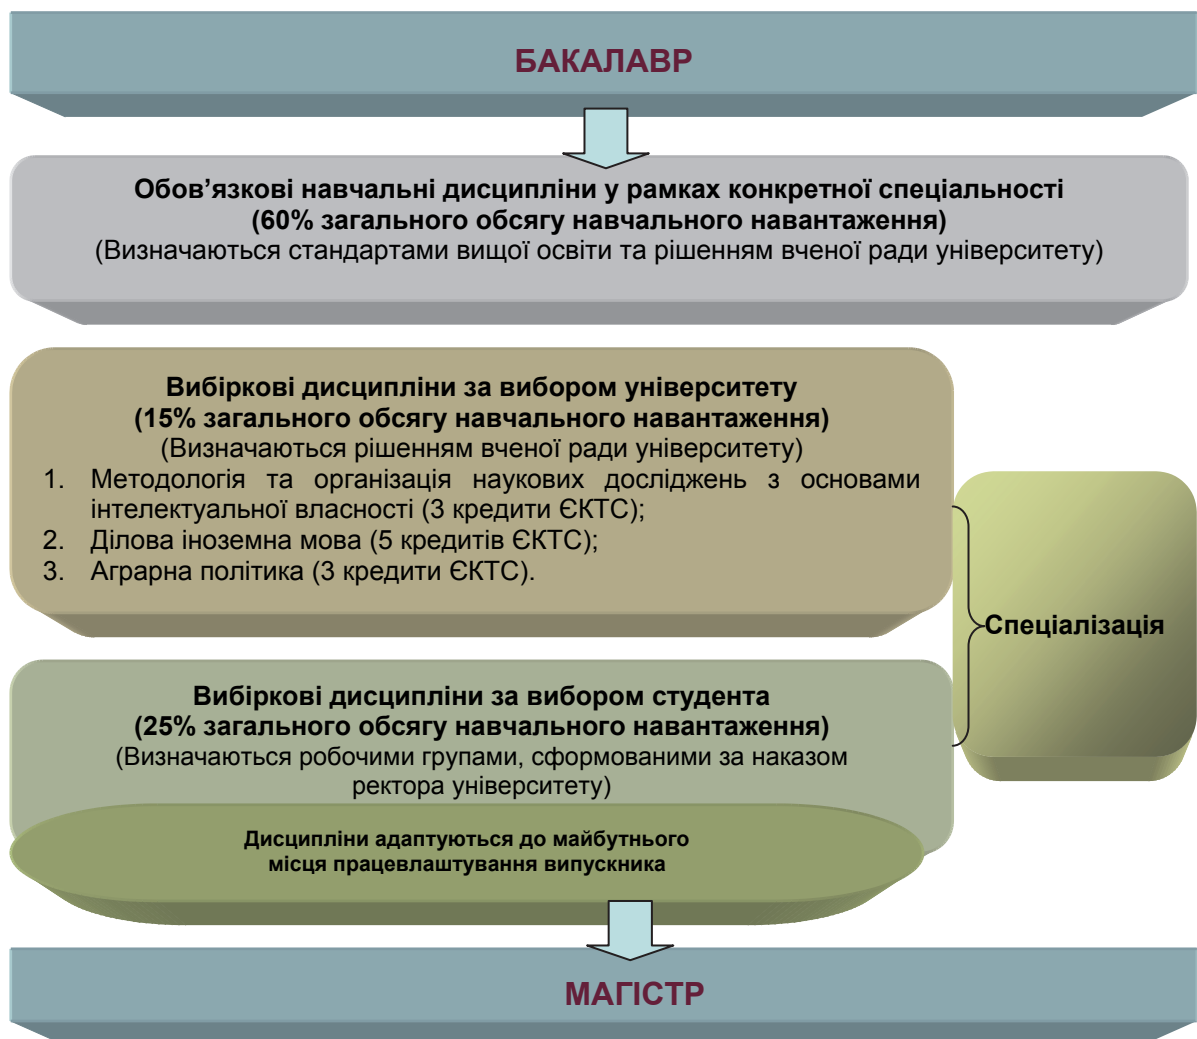 БАКАЛАВР
Обов’язкові навчальні дисципліни у рамках конкретної спеціальності
(60% загального обсягу навчального навантаження)
(Визначаються стандартами вищої освіти та рішенням вченої ради університету)
Вибіркові дисципліни за вибором університету
(15% загального обсягу навчального навантаження)
(Визначаються рішенням вченої ради університету)
1. Методологія та організація наукових досліджень з основами
інтелектуальної власності (3 кредити ЄКТС);
2. Ділова іноземна мова (5 кредитів ЄКТС);
3. Аграрна політика (3 кредити ЄКТС).
Спеціалізація
Вибіркові дисципліни за вибором студента
(25% загального обсягу навчального навантаження)
(Визначаються робочими групами, сформованими за наказом
ректора університету)
Дисципліни адаптуються до майбутнього
місця працевлаштування випускника
МАГІСТР